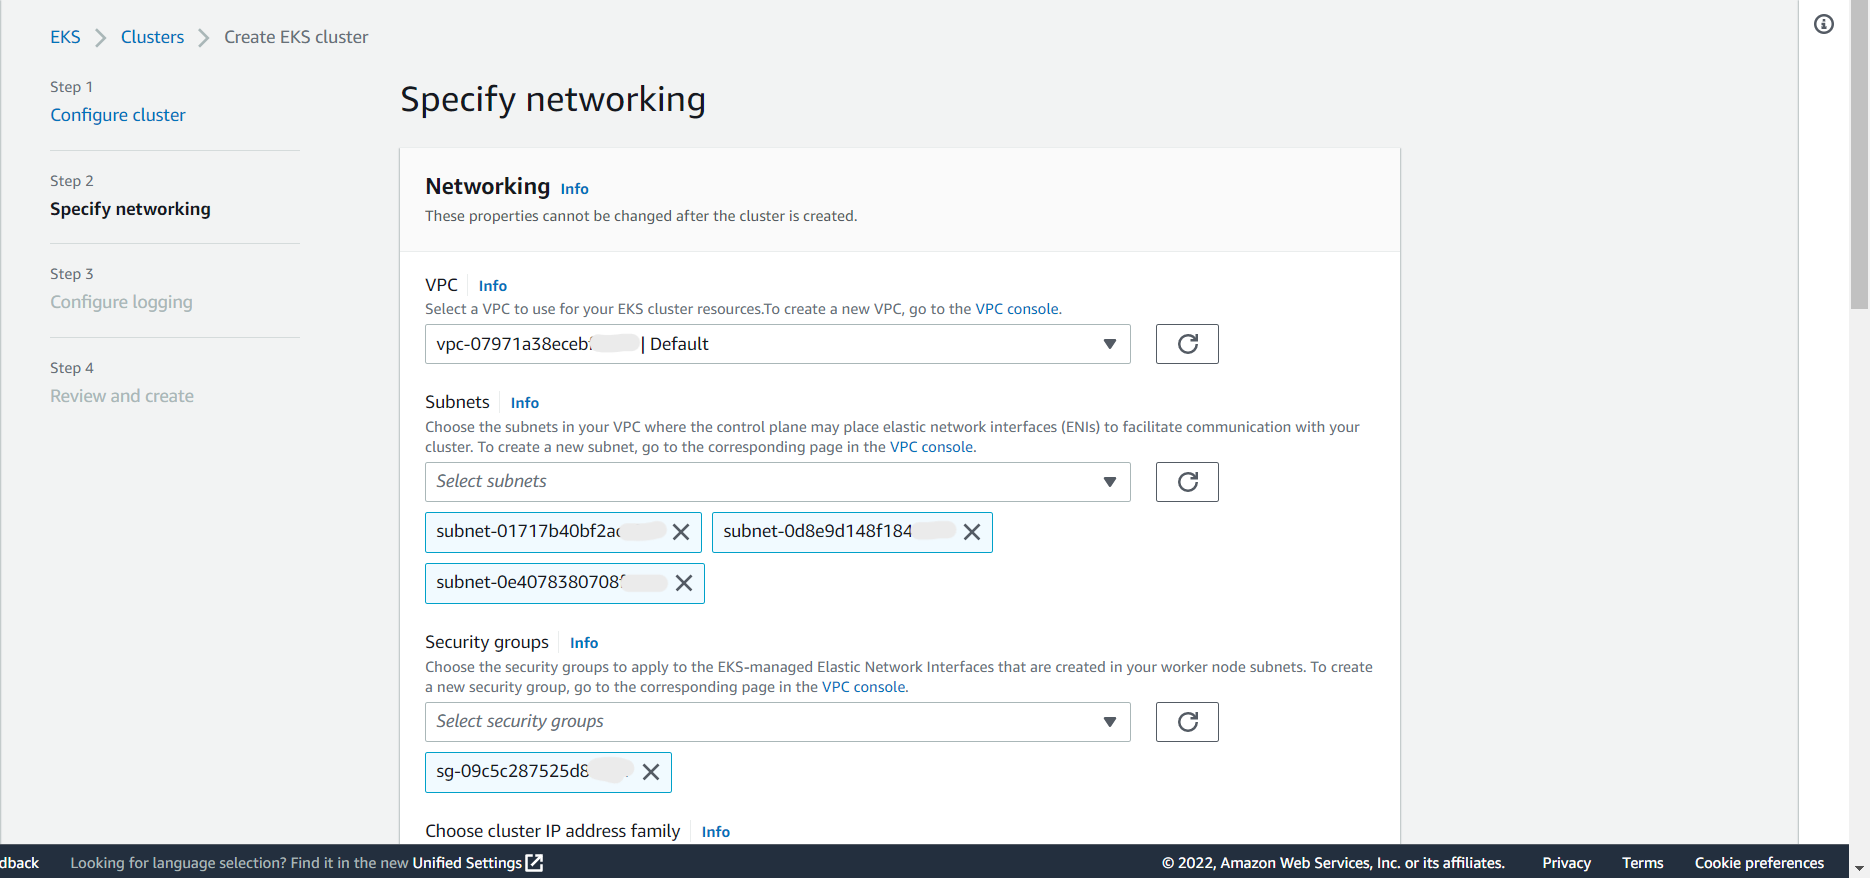 EKS > Clusters > Create EKS cluster
Step 1
Configure cluster
Step 2
Specify networking
Step 3
Configure logging
Step 4
Review and create
Specify networking
Networking Info
These properties cannot be changed after the cluster is created.
VPC Info
Select a VPC to use for your EKS cluster resources.To create a new VPC, go to the VPC console.
vpc-07971a38eceb | Default
Subnets Info
Choose the subnets in your VPC where the control plane may place elastic network interfaces (ENIs) to facilitate communication with your
cluster. To create a new subnet, go to the corresponding page in the VPC console.
Select subnets
subnet-01717b40bf2a subnet-0d8e9d148f184
subnet-0e4078380708
Security groups Info
Choose the security groups to apply to the EKS-managed Elastic Network Interfaces that are created in your worker node subnets. To create
a new security group, go to the corresponding page in the VPC console.
Select security groups
sg-09c5c287525d8
Choose cluster IP address family Info
dback Looking for language selection? Find it in the new Unified Settings © 2022, Amazon Web Services, Inc. or its affiliates. Privacy Terms Cookie preferences